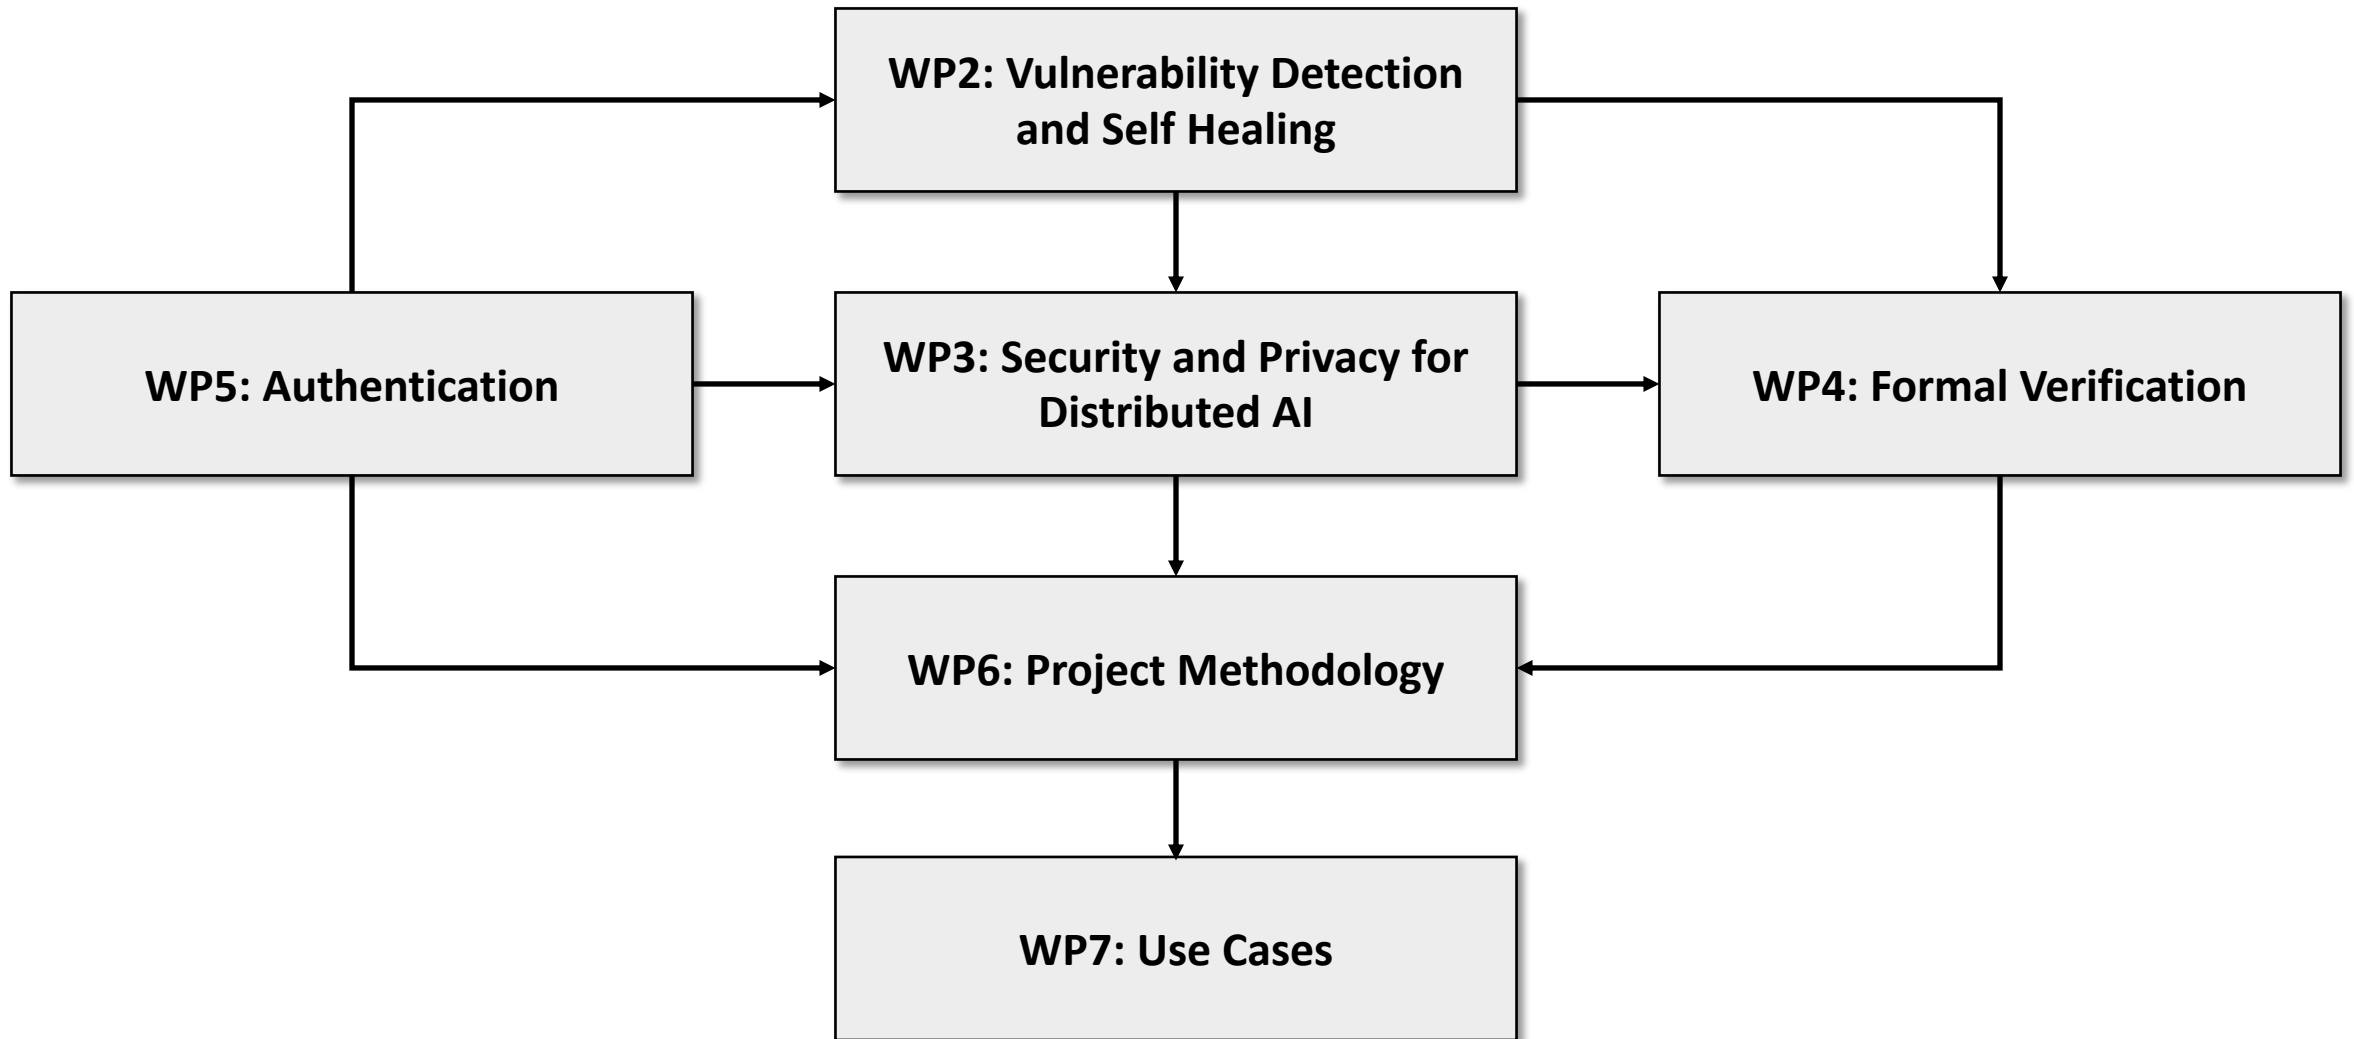 WP2: Vulnerability Detection
and Self Healing
WP5: Authentication
WP3: Security and Privacy for
Distributed AI
WP4: Formal Verification
WP6: Project Methodology
WP7: Use Cases